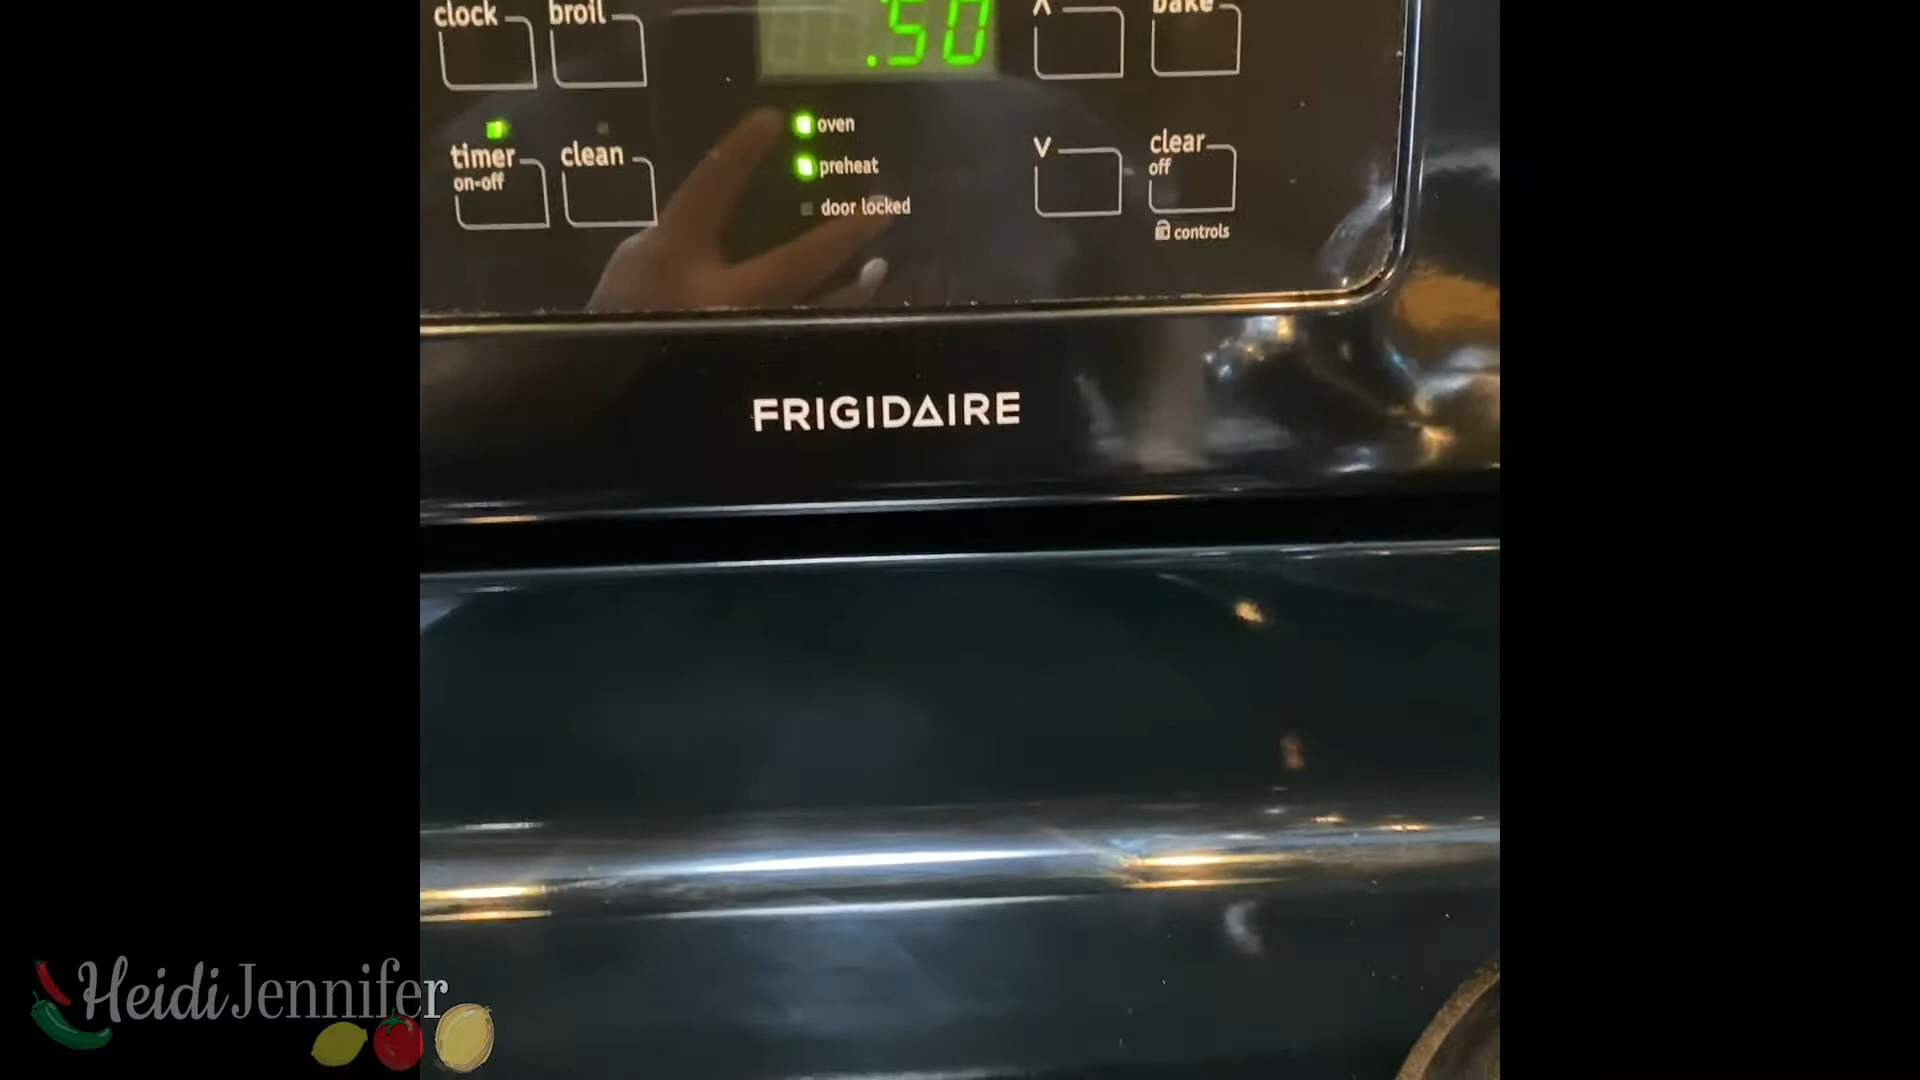 clock broil .50 ^ bake
oven
timer clean preheat v clear
on-off off
door locked
controls
FRIGIDAIRE
Heidi Jennifer